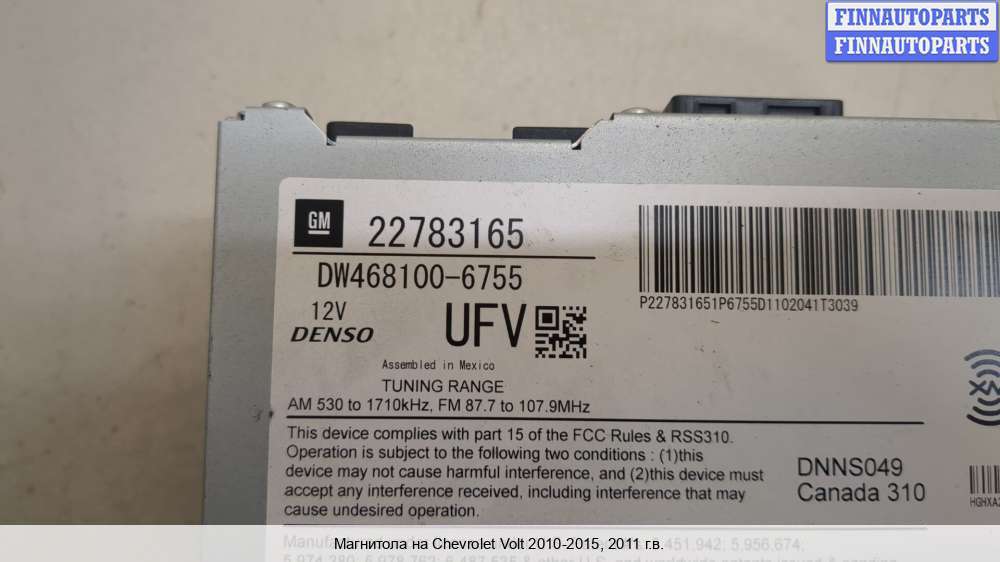 FINNAUTOPARTS
FINNAUTOPARTS
GM 22783165
DW468100-6755
12V
DENSO
UFV
Assembled in Mexico
P227831651P6755D1102041T3039
TUNING RANGE
AM 530 to 1710kHz, FM 87.7 to 107.9MHz
This device complies with part 15 of the FCC Rules & RSS310.
Operation is subject to the following two conditions : (1)this
device may not cause harmful interference, and (2)this device must
accept any interference received, including interference that may
cause undesired operation.
DNNS049
Canada 310
Магнитола на Chevrolet Volt 2010-2015, 2011 г.в.